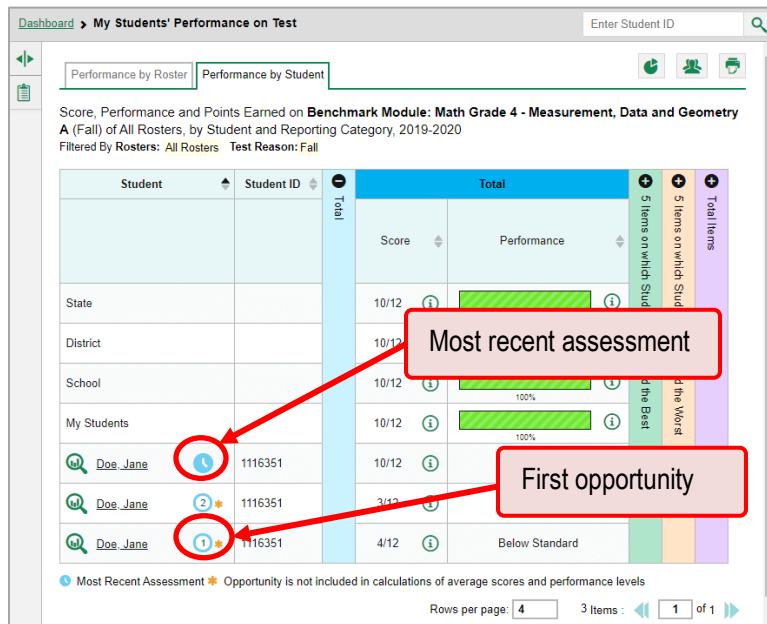 Dashboard > My Students' Performance on Test
Enter Student ID
Performance by Roster
Performance by Student
Score, Performance and Points Earned on Benchmark Module: Math Grade 4 - Measurement, Data and Geometry
A (Fall) of All Rosters, by Student and Reporting Category, 2019-2020
Filtered By Rosters: All Rosters Test Reason: Fall
Student
Student ID
Total
Total
Score
Performance
5 Items on which Stud
d the Best
5 Items on which Stud
d the Worst
Total Items
State 10/12
District 10/12
School 10/12
100%
My Students 10/12
100%
Doe, Jane 1116351 10/12
Doe, Jane 2 * 1116351 3/12
Doe, Jane 1 * 1116351 4/12 Below Standard
Most recent assessment
First opportunity
Most Recent Assessment * Opportunity is not included in calculations of average scores and performance levels
Rows per page: 4 3 Items : 1 of 1